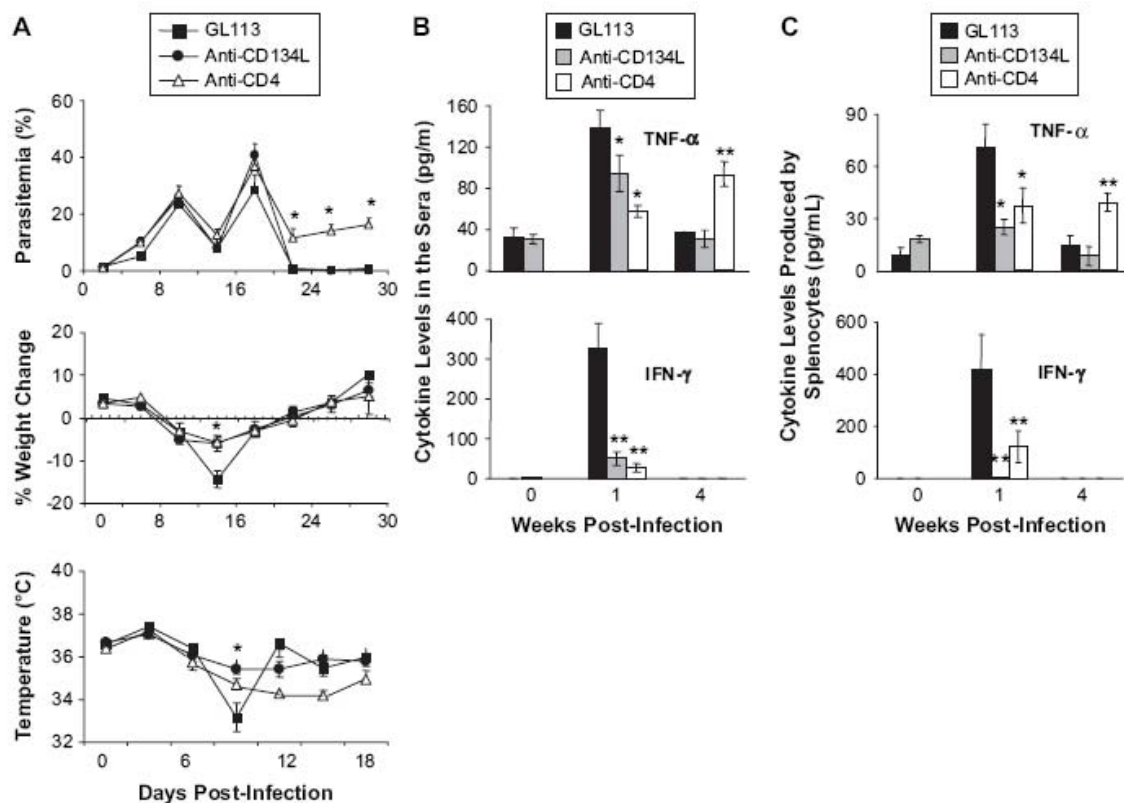 A
GL113
Anti-CD134L
Anti-CD4
Parasitemia (%)
60
40
20
0
0 8 16 24 30
*
*
*
% Weight Change
20
10
0
-10
-20
0 8 16 24 30
*
Temperature (°C)
40
38
36
34
32
0 6 12 18
*
Days Post-Infection
B
GL113
Anti-CD134L
Anti-CD4
Cytokine Levels in the Sera (pg/m)
160
120
80
40
0
TNF-α
*
*
**
400
300
200
100
0
IFN-γ
**
**
0 1 4
Weeks Post-Infection
C
GL113
Anti-CD134L
Anti-CD4
Cytokine Levels Produced by
Splenocytes (pg/mL)
90
60
30
0
TNF-α
*
*
**
600
400
200
0
IFN-γ
**
**
0 1 4
Weeks Post-Infection